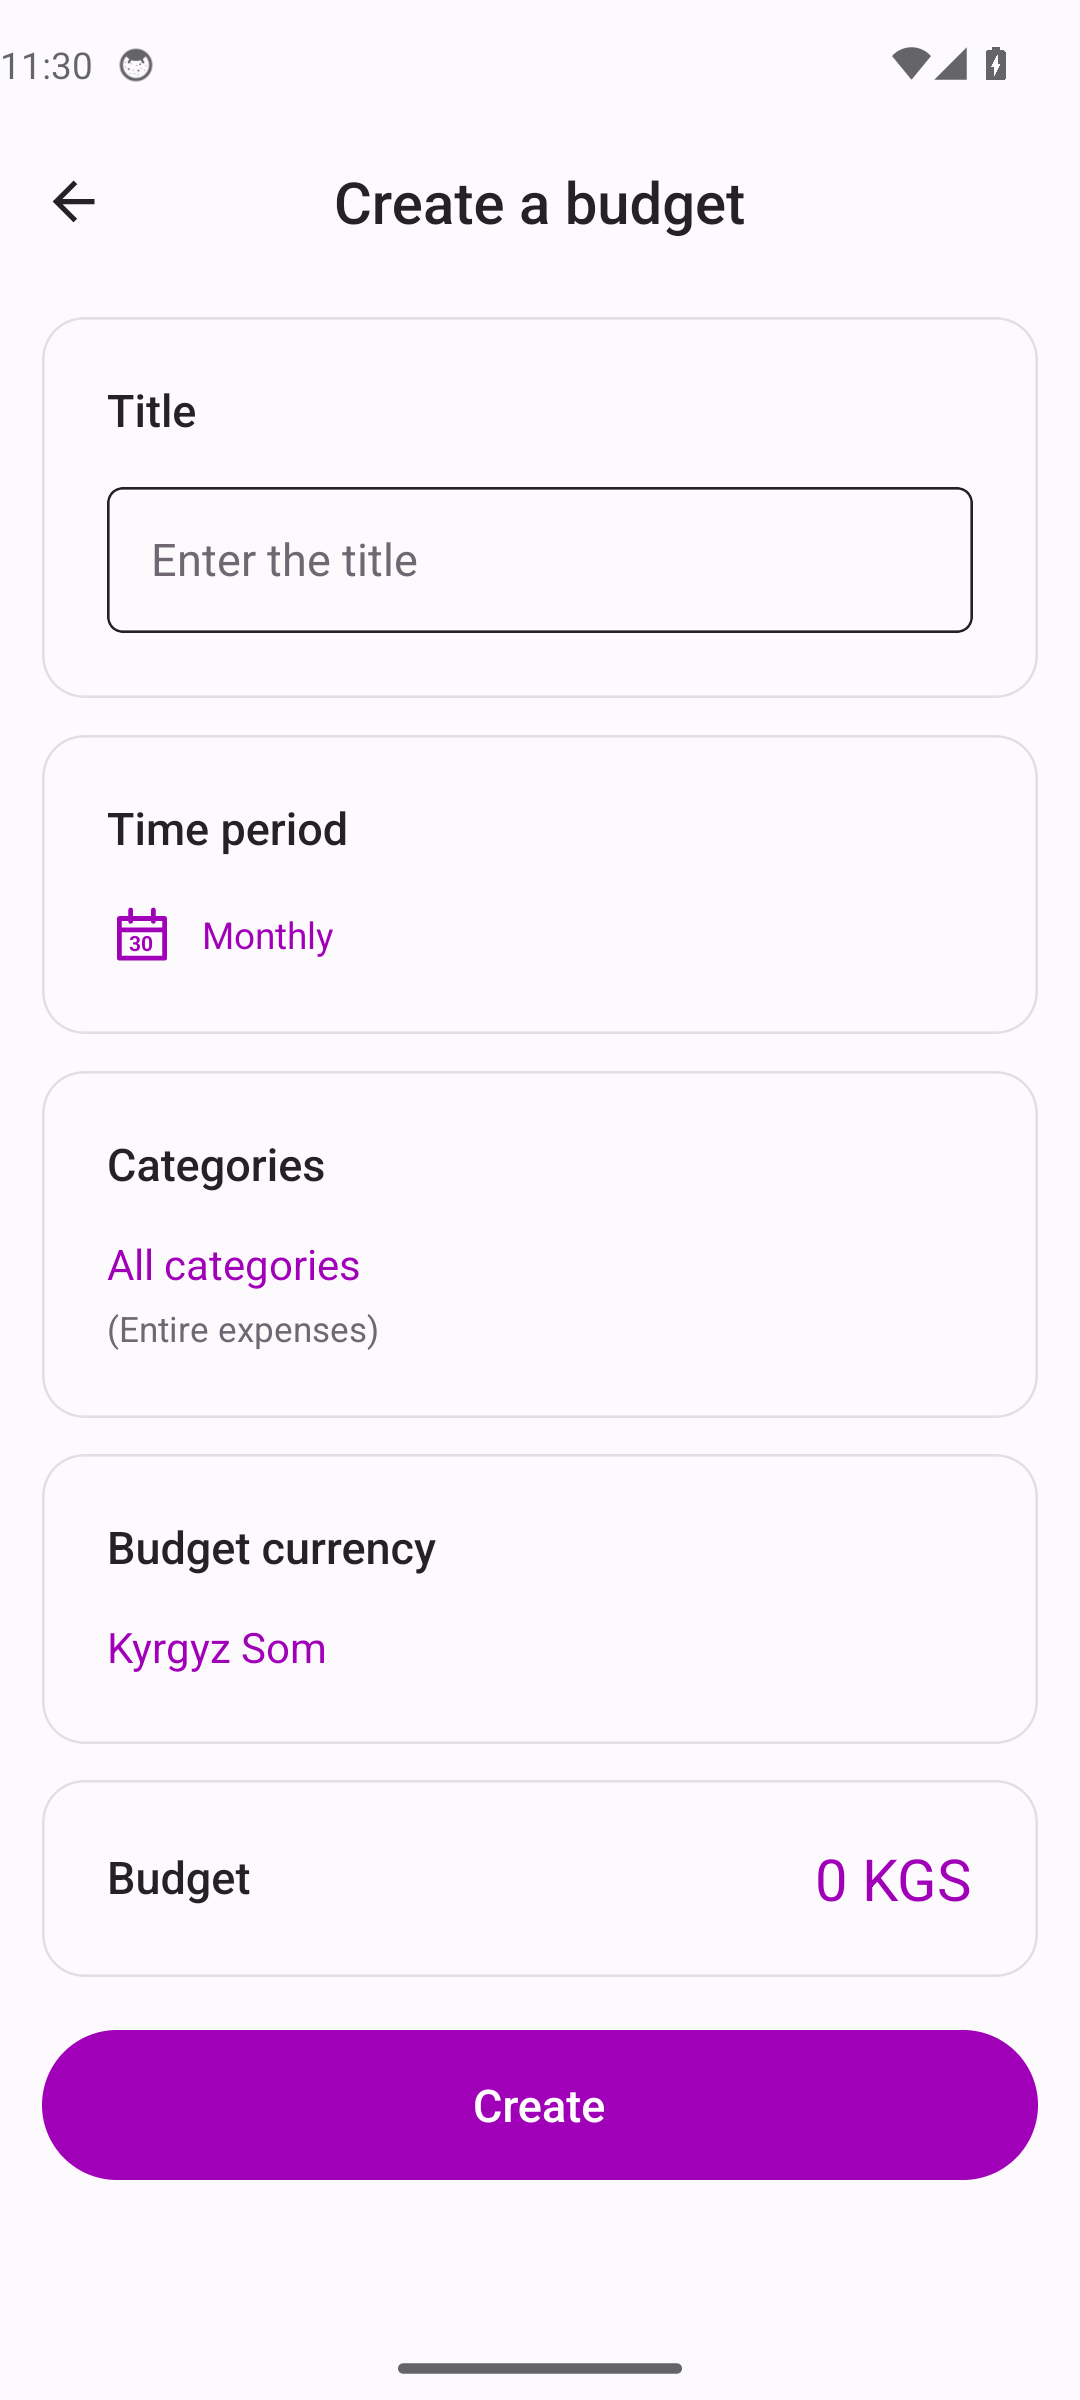 11:30
Create a budget
Title
Enter the title
Time period
30 Monthly
Categories
All categories
(Entire expenses)
Budget currency
Kyrgyz Som
Budget 0 KGS
Create